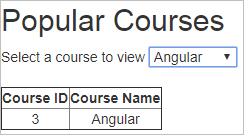 Popular Courses
Select a course to view Angular
Course ID Course Name
3 Angular